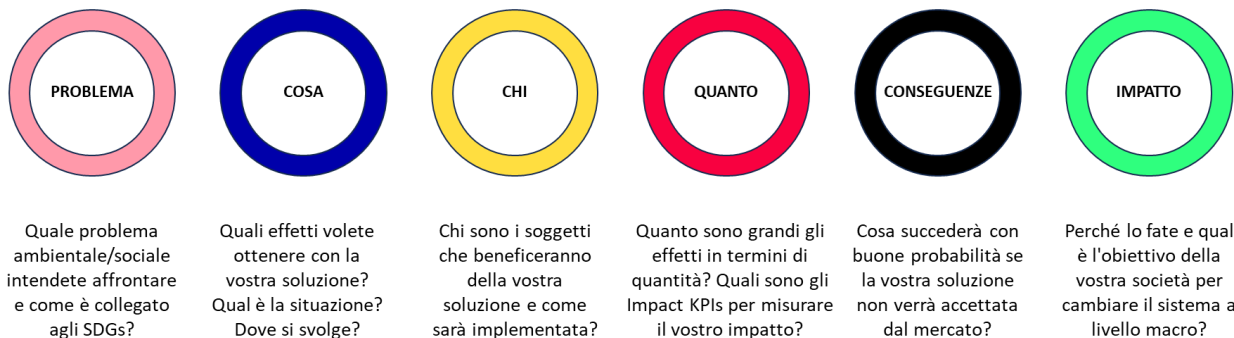 PROBLEMA
COSA
CHI
QUANTO
CONSEGUENZE
IMPATTO
Quale problema
ambientale/sociale
intendete affrontare
e come è collegato
agli SDGs?
Quali effetti volete
ottenere con la
vostra soluzione?
Qual è la situazione?
Dove si svolge?
Chi sono i soggetti
che beneficeranno
della vostra
soluzione e come
sarà implementata?
Quanto sono grandi gli
effetti in termini di
quantità? Quali sono gli
Impact KPIs per misurare
il vostro impatto?
Cosa succederà con
buone probabilità se
la vostra soluzione
non verrà accettata
dal mercato?
Perché lo fate e qual
è l'obiettivo della
vostra società per
cambiare il sistema a
livello macro?